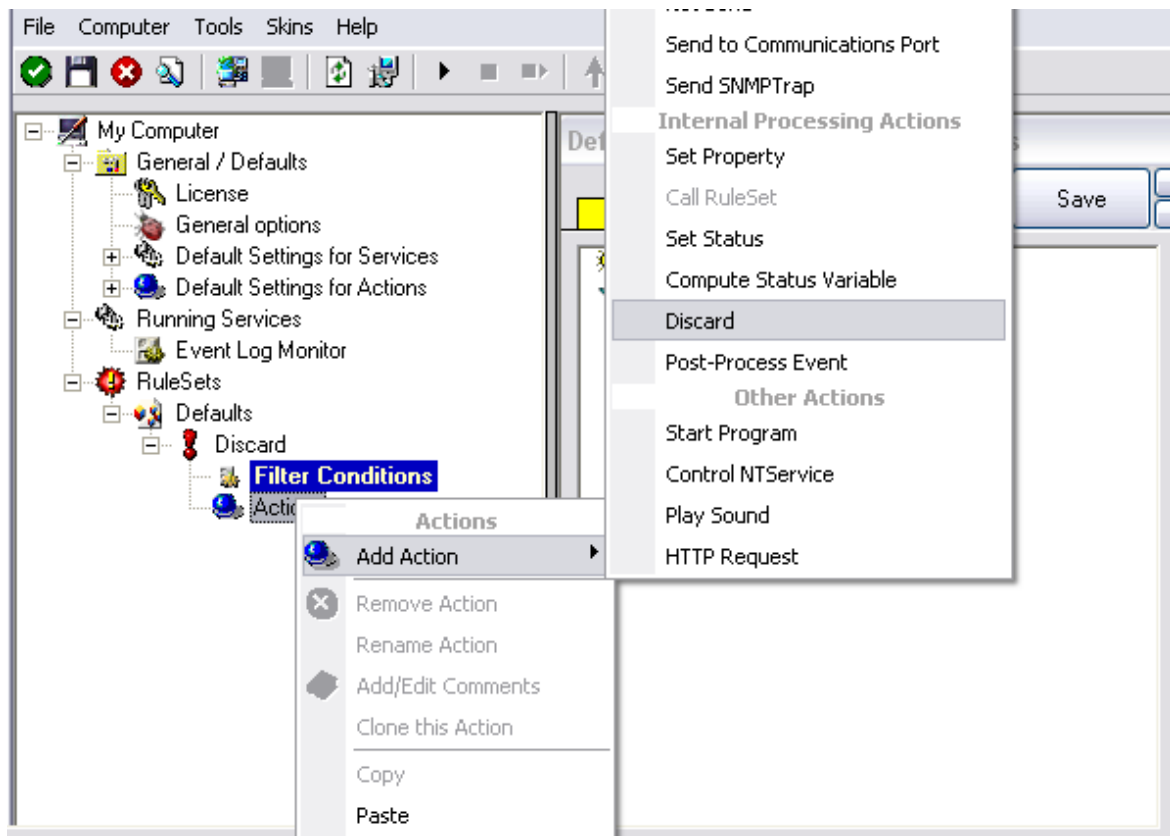 File Computer Tools Skins Help
My Computer
General / Defaults
License
General options
Default Settings for Services
Default Settings for Actions
Running Services
Event Log Monitor
RuleSets
Defaults
Discard
Filter Conditions
Actions
Add Action
Remove Action
Rename Action
Add/Edit Comments
Clone this Action
Copy
Paste
Send to Communications Port
Send SNMPTrap
Internal Processing Actions
Set Property
Call RuleSet
Set Status
Compute Status Variable
Discard
Post-Process Event
Other Actions
Start Program
Control NTService
Play Sound
HTTP Request
Save